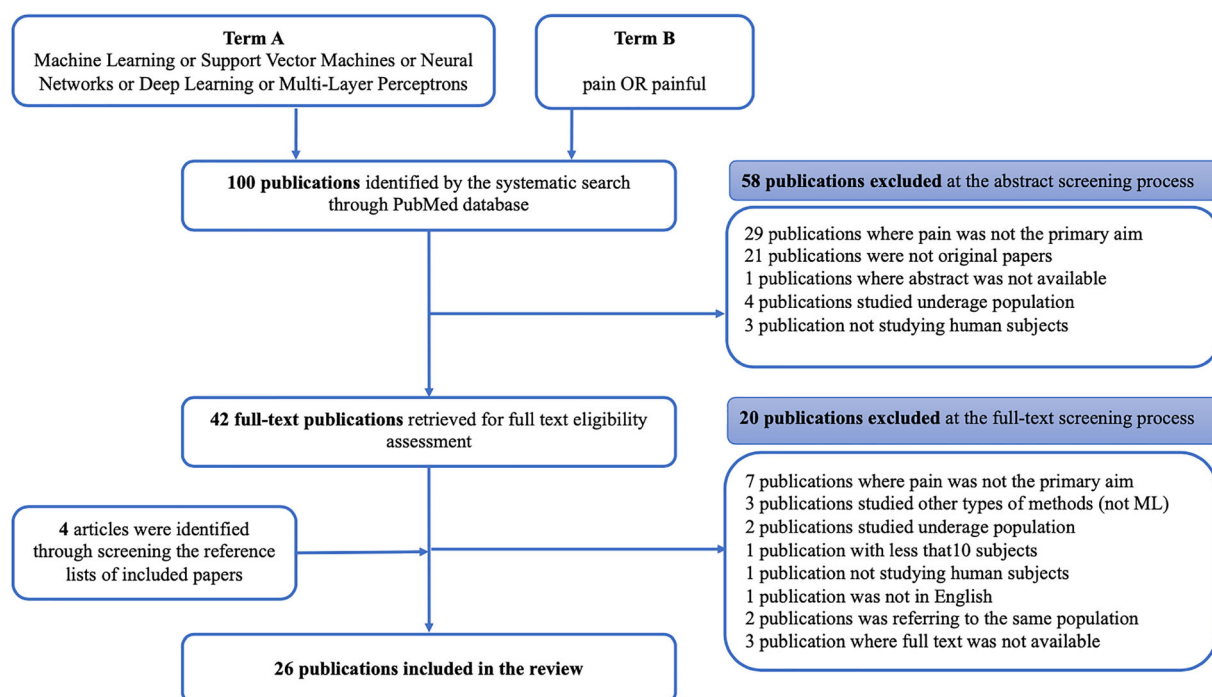 Term A
Machine Learning or Support Vector Machines or Neural
Networks or Deep Learning or Multi-Layer Perceptrons
Term B
pain OR painful
100 publications identified by the systematic search
through PubMed database
58 publications excluded at the abstract screening process
29 publications where pain was not the primary aim
21 publications were not original papers
1 publications where abstract was not available
4 publications studied underage population
3 publication not studying human subjects
42 full-text publications retrieved for full text eligibility
assessment
20 publications excluded at the full-text screening process
7 publications where pain was not the primary aim
3 publications studied other types of methods (not ML)
2 publications studied underage population
1 publication with less that10 subjects
1 publication not studying human subjects
1 publication was not in English
2 publications was referring to the same population
3 publication where full text was not available
4 articles were identified
through screening the reference
lists of included papers
26 publications included in the review